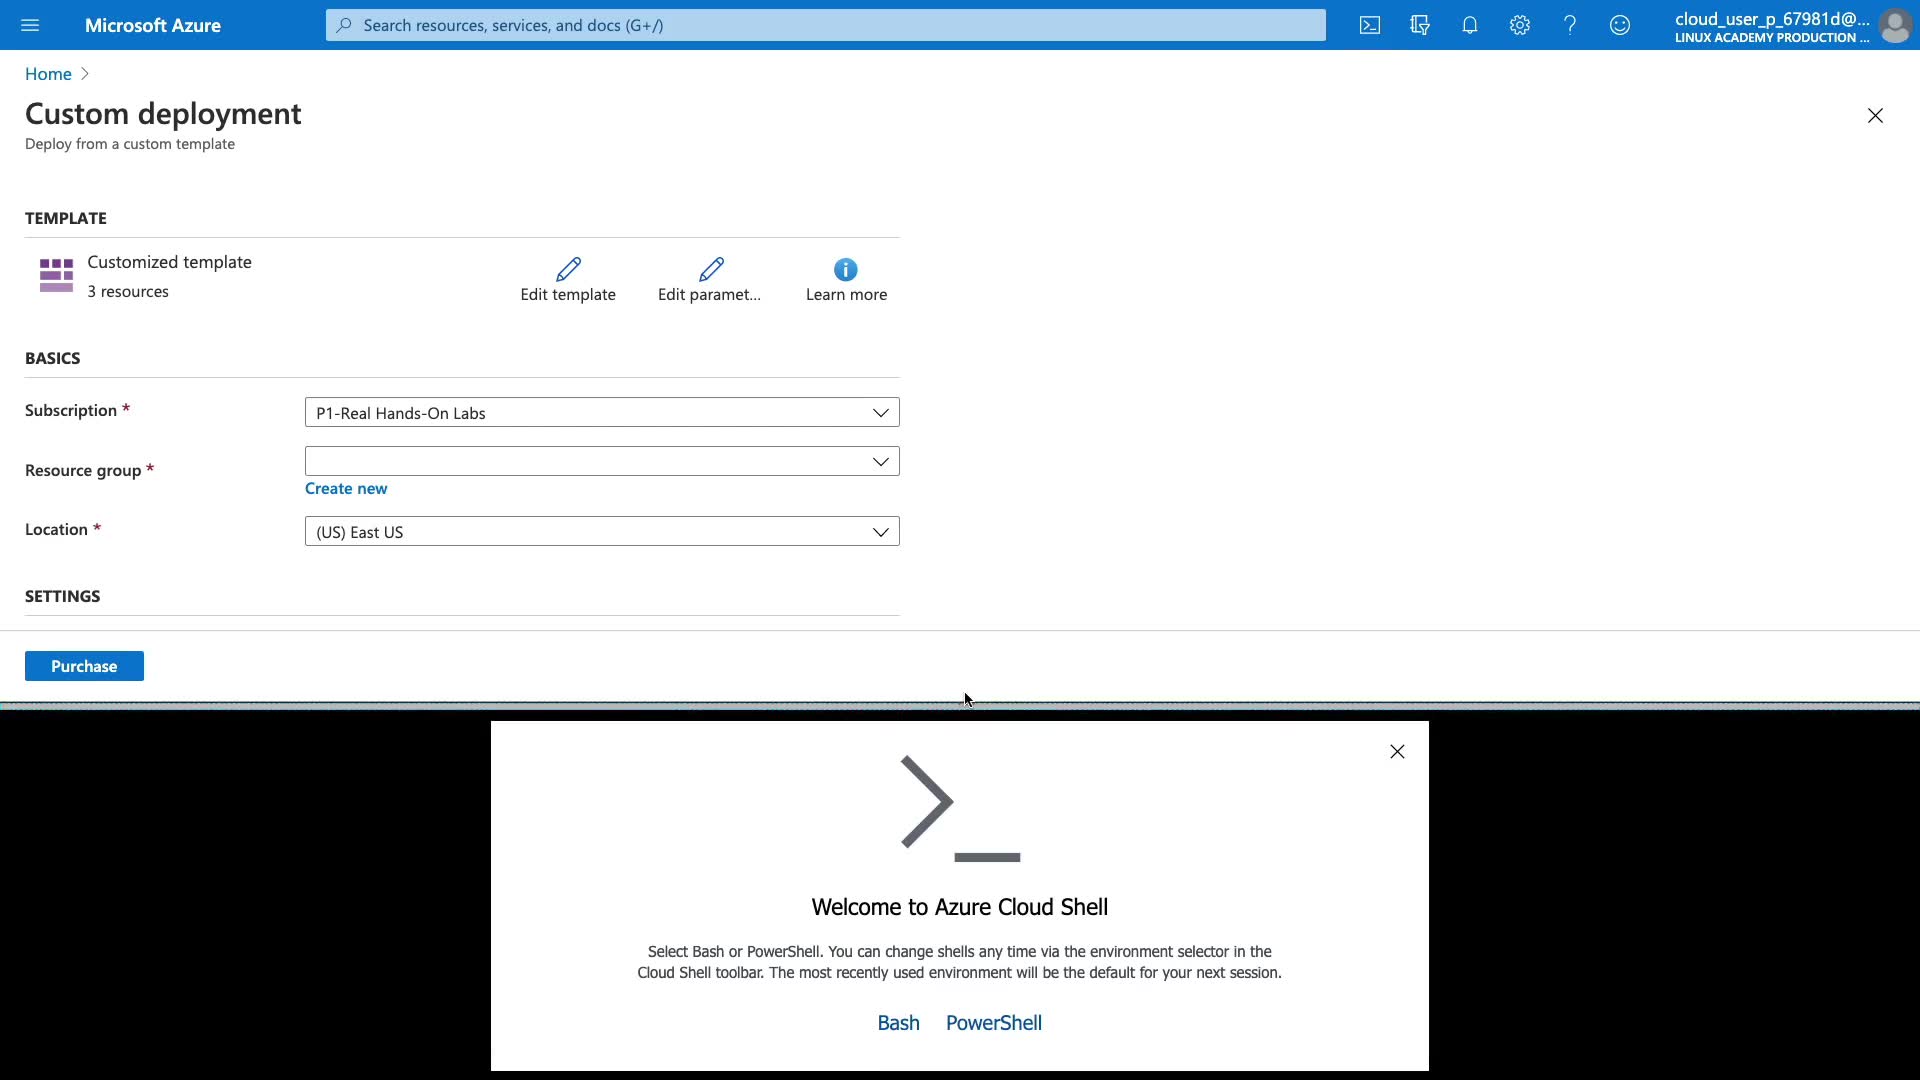 Microsoft Azure
Search resources, services, and docs (G+/)
cloud_user_p_67981d@...
LINUX ACADEMY PRODUCTION ...
Home
Custom deployment
Deploy from a custom template
TEMPLATE
Customized template
3 resources
Edit template
Edit paramet...
Learn more
BASICS
Subscription *
P1-Real Hands-On Labs
Resource group *
Create new
Location *
(US) East US
SETTINGS
Purchase
Welcome to Azure Cloud Shell
Select Bash or PowerShell. You can change shells any time via the environment selector in the
Cloud Shell toolbar. The most recently used environment will be the default for your next session.
Bash PowerShell